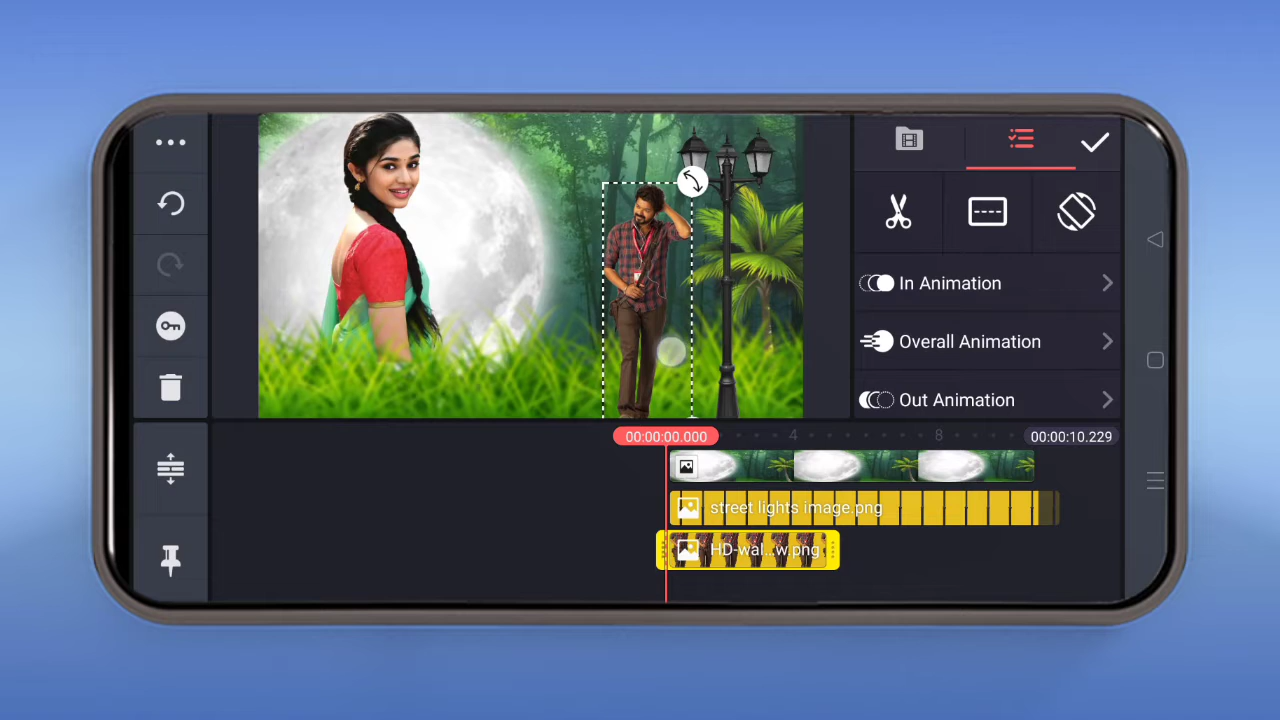 In Animation
Overall Animation
Out Animation
00:00:00.000
4
8
00:00:10.229
street lights image.png
HD-wal...w.png